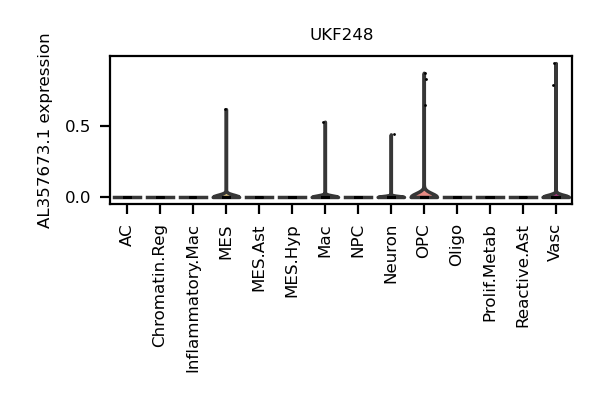 UKF248
AL357673.1 expression
0.5
0.0
AC
Chromatin.Reg
Inflammatory.Mac
MES
MES.Ast
MES.Hyp
Mac
NPC
Neuron
OPC
Oligo
Prolif.Metab
Reactive.Ast
Vasc